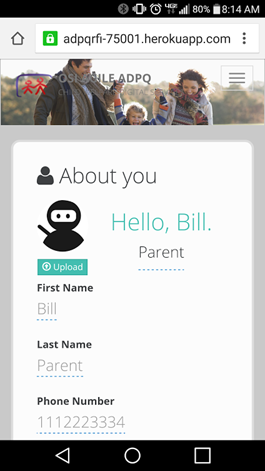 80% 8:14 AM
adpqrfi-75001.herokuapp.com
ADPQ
About you
Hello, Bill.
Parent
Upload
First Name
Bill
Last Name
Parent
Phone Number
1112223334